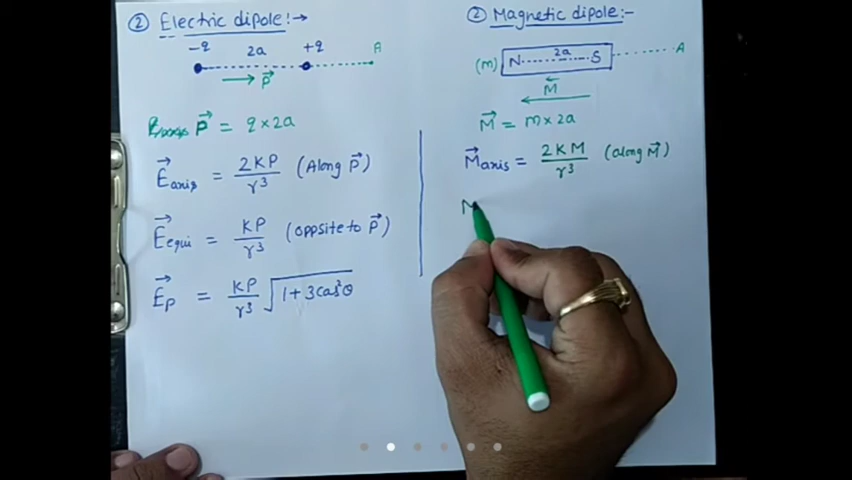 ② Electric dipole:→
-q 2a +q A
→ P⃗
P⃗ = q × 2a
E⃗axis = 2KP/r³ (Along P⃗)
E⃗equi = KP/r³ (oppsite to P⃗)
E⃗P = KP/r³ √1+3cos²θ
② Magnetic dipole:-
(m) N 2a S A
M⃗
M⃗ = m × 2a
M⃗axis = 2KM/r³ (along M⃗)
M